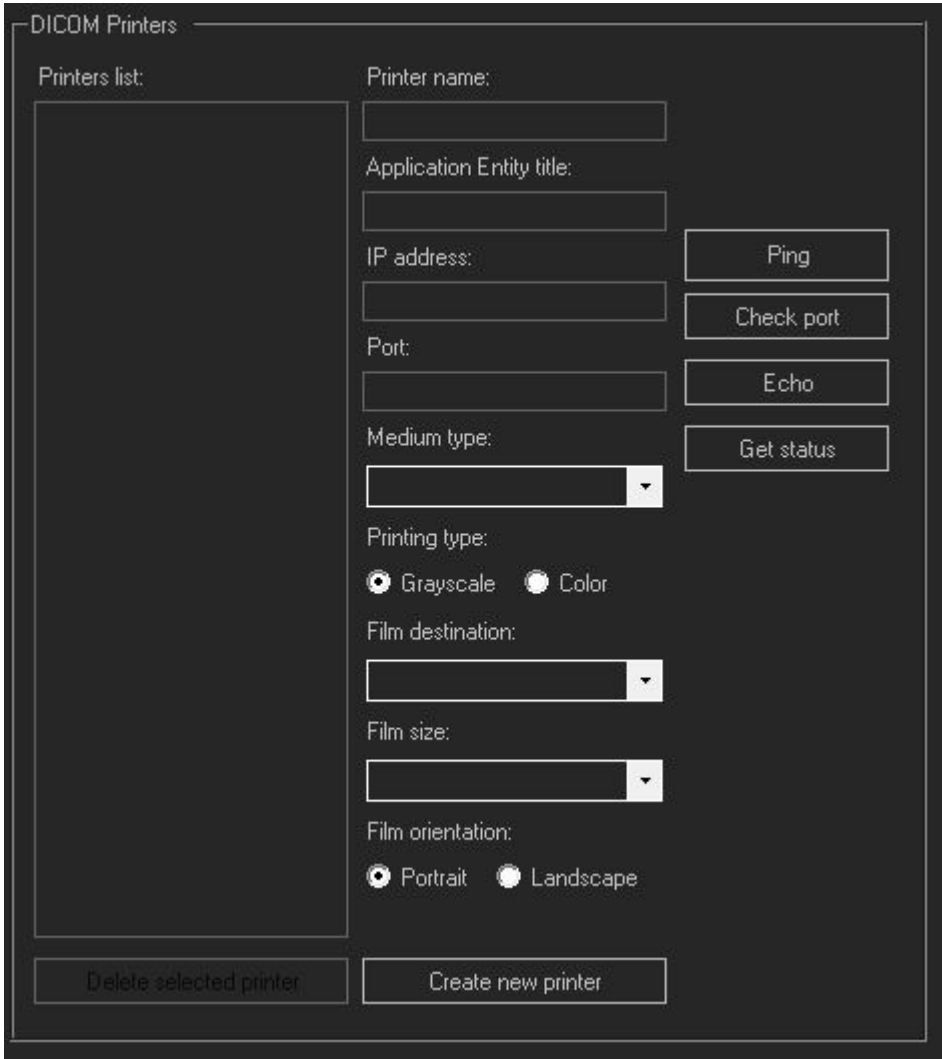 DICOM Printers
Printers list:
Printer name:
Application Entity title:
IP address:
Ping
Check port
Port:
Echo
Medium type:
Get status
Printing type:
Grayscale Color
Film destination:
Film size:
Film orientation:
Portrait Landscape
Delete selected printer
Create new printer